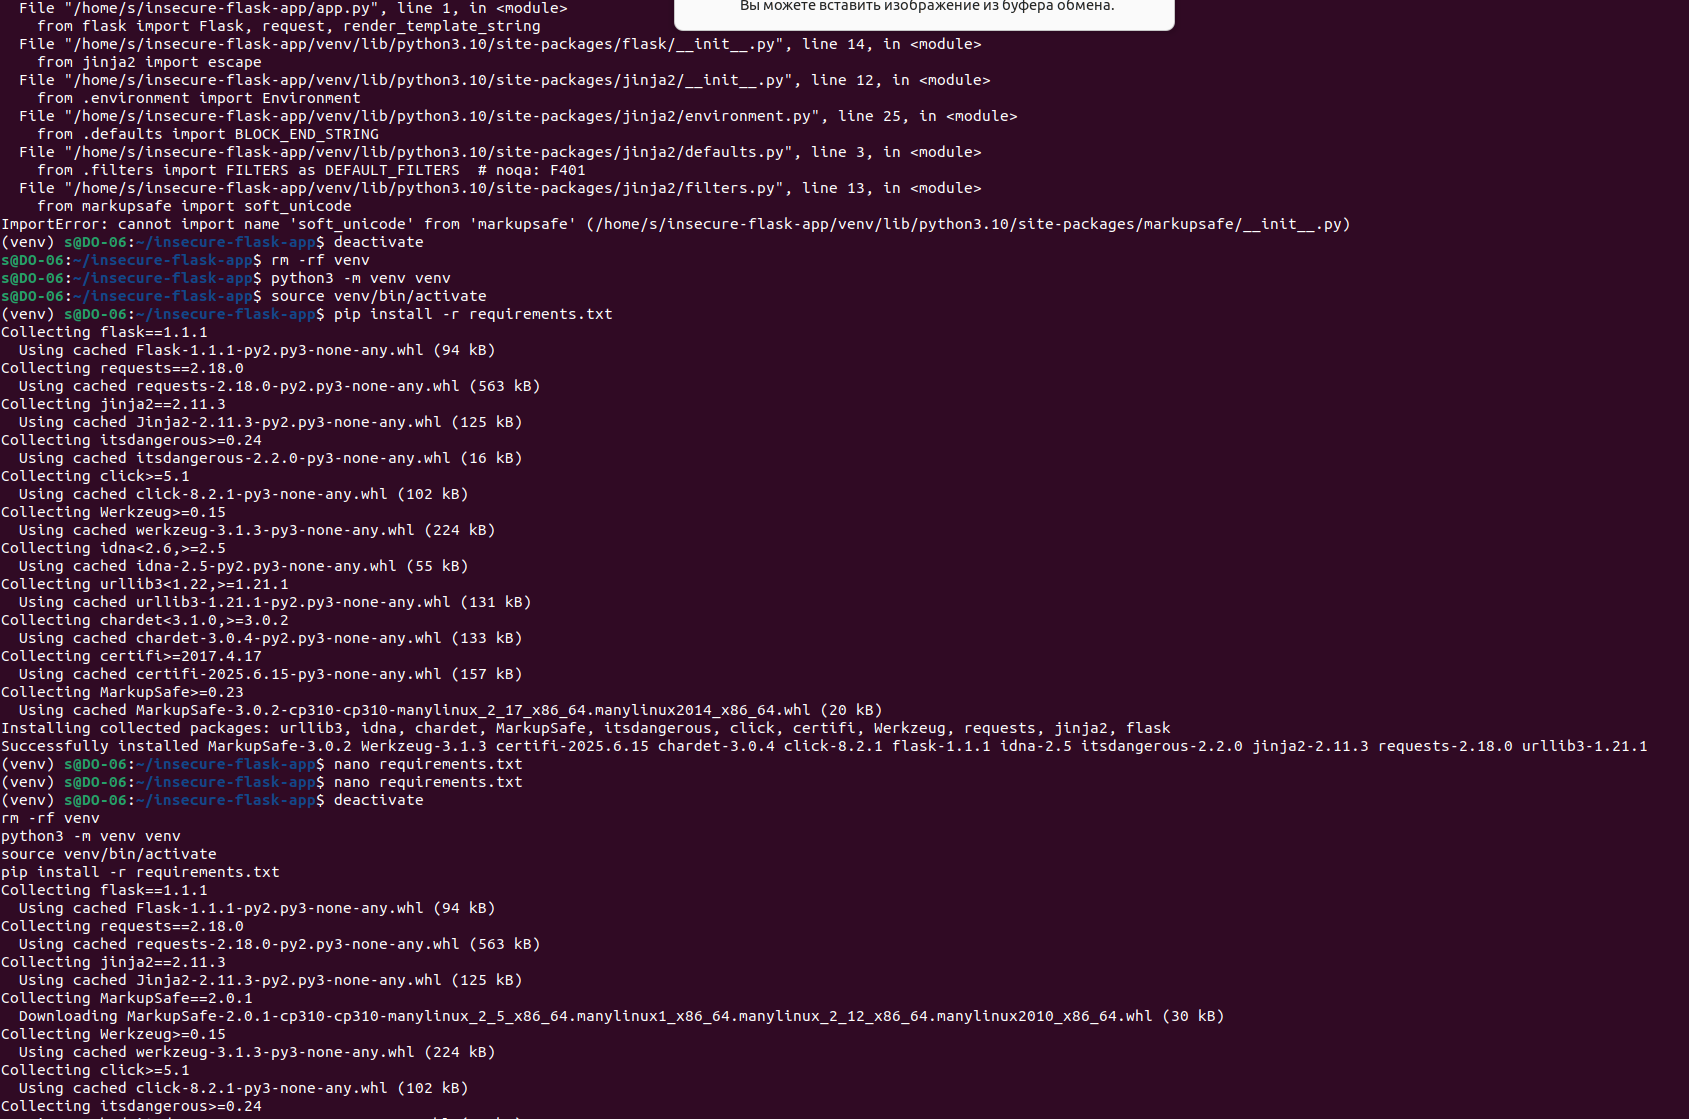 Вы можете вставить изображение из буфера обмена.
  File "/home/s/insecure-flask-app/app.py", line 1, in <module>
    from flask import Flask, request, render_template_string
  File "/home/s/insecure-flask-app/venv/lib/python3.10/site-packages/flask/__init__.py", line 14, in <module>
    from jinja2 import escape
  File "/home/s/insecure-flask-app/venv/lib/python3.10/site-packages/jinja2/__init__.py", line 12, in <module>
    from .environment import Environment
  File "/home/s/insecure-flask-app/venv/lib/python3.10/site-packages/jinja2/environment.py", line 25, in <module>
    from .defaults import BLOCK_END_STRING
  File "/home/s/insecure-flask-app/venv/lib/python3.10/site-packages/jinja2/defaults.py", line 3, in <module>
    from .filters import FILTERS as DEFAULT_FILTERS  # noqa: F401
  File "/home/s/insecure-flask-app/venv/lib/python3.10/site-packages/jinja2/filters.py", line 13, in <module>
    from markupsafe import soft_unicode
ImportError: cannot import name 'soft_unicode' from 'markupsafe' (/home/s/insecure-flask-app/venv/lib/python3.10/site-packages/markupsafe/__init__.py)
(venv) s@DO-06:~/insecure-flask-app$ deactivate
s@DO-06:~/insecure-flask-app$ rm -rf venv
s@DO-06:~/insecure-flask-app$ python3 -m venv venv
s@DO-06:~/insecure-flask-app$ source venv/bin/activate
(venv) s@DO-06:~/insecure-flask-app$ pip install -r requirements.txt
Collecting flask==1.1.1
  Using cached Flask-1.1.1-py2.py3-none-any.whl (94 kB)
Collecting requests==2.18.0
  Using cached requests-2.18.0-py2.py3-none-any.whl (563 kB)
Collecting jinja2==2.11.3
  Using cached Jinja2-2.11.3-py2.py3-none-any.whl (125 kB)
Collecting itsdangerous>=0.24
  Using cached itsdangerous-2.2.0-py3-none-any.whl (16 kB)
Collecting click>=5.1
  Using cached click-8.2.1-py3-none-any.whl (102 kB)
Collecting Werkzeug>=0.15
  Using cached werkzeug-3.1.3-py3-none-any.whl (224 kB)
Collecting idna<2.6,>=2.5
  Using cached idna-2.5-py2.py3-none-any.whl (55 kB)
Collecting urllib3<1.22,>=1.21.1
  Using cached urllib3-1.21.1-py2.py3-none-any.whl (131 kB)
Collecting chardet<3.1.0,>=3.0.2
  Using cached chardet-3.0.4-py2.py3-none-any.whl (133 kB)
Collecting certifi>=2017.4.17
  Using cached certifi-2025.6.15-py3-none-any.whl (157 kB)
Collecting MarkupSafe>=0.23
  Using cached MarkupSafe-3.0.2-cp310-cp310-manylinux_2_17_x86_64.manylinux2014_x86_64.whl (20 kB)
Installing collected packages: urllib3, idna, chardet, MarkupSafe, itsdangerous, click, certifi, Werkzeug, requests, jinja2, flask
Successfully installed MarkupSafe-3.0.2 Werkzeug-3.1.3 certifi-2025.6.15 chardet-3.0.4 click-8.2.1 flask-1.1.1 idna-2.5 itsdangerous-2.2.0 jinja2-2.11.3 requests-2.18.0 urllib3-1.21.1
(venv) s@DO-06:~/insecure-flask-app$ nano requirements.txt
(venv) s@DO-06:~/insecure-flask-app$ nano requirements.txt
(venv) s@DO-06:~/insecure-flask-app$ deactivate
rm -rf venv
python3 -m venv venv
source venv/bin/activate
pip install -r requirements.txt
Collecting flask==1.1.1
  Using cached Flask-1.1.1-py2.py3-none-any.whl (94 kB)
Collecting requests==2.18.0
  Using cached requests-2.18.0-py2.py3-none-any.whl (563 kB)
Collecting jinja2==2.11.3
  Using cached Jinja2-2.11.3-py2.py3-none-any.whl (125 kB)
Collecting MarkupSafe==2.0.1
  Downloading MarkupSafe-2.0.1-cp310-cp310-manylinux_2_5_x86_64.manylinux1_x86_64.manylinux_2_12_x86_64.manylinux2010_x86_64.whl (30 kB)
Collecting Werkzeug>=0.15
  Using cached werkzeug-3.1.3-py3-none-any.whl (224 kB)
Collecting click>=5.1
  Using cached click-8.2.1-py3-none-any.whl (102 kB)
Collecting itsdangerous>=0.24